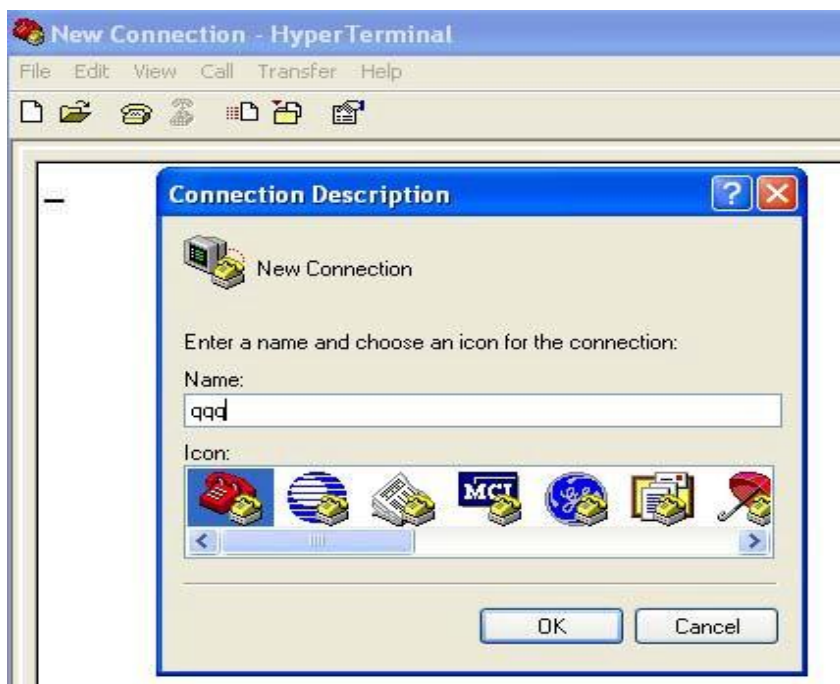 New Connection - HyperTerminal
File Edit View Call Transfer Help
Connection Description
New Connection
Enter a name and choose an icon for the connection:
Name:
qqq
Icon:
MCI
OK Cancel